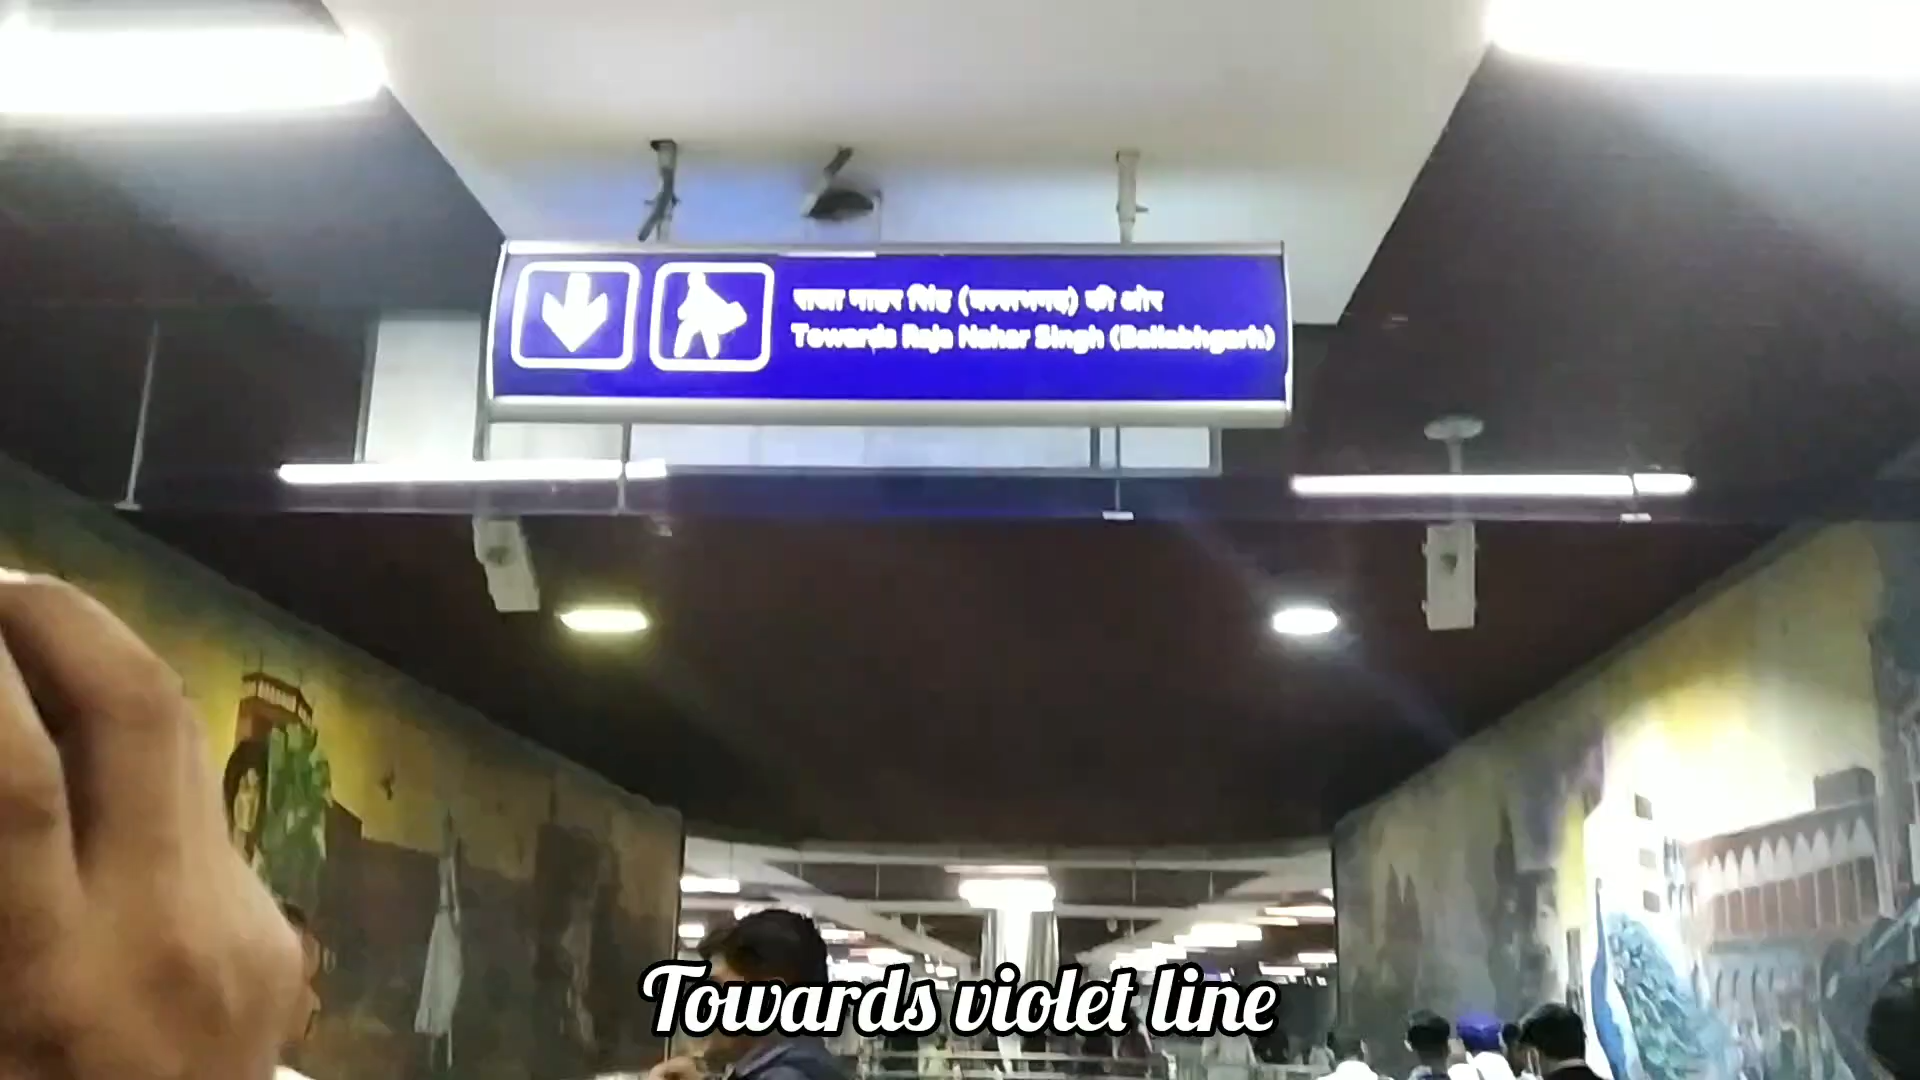 राजा नाहर सिंह (बल्लभगढ़) की ओर
Towards Raja Nahar Singh (Ballabhgarh)
Towards violet line